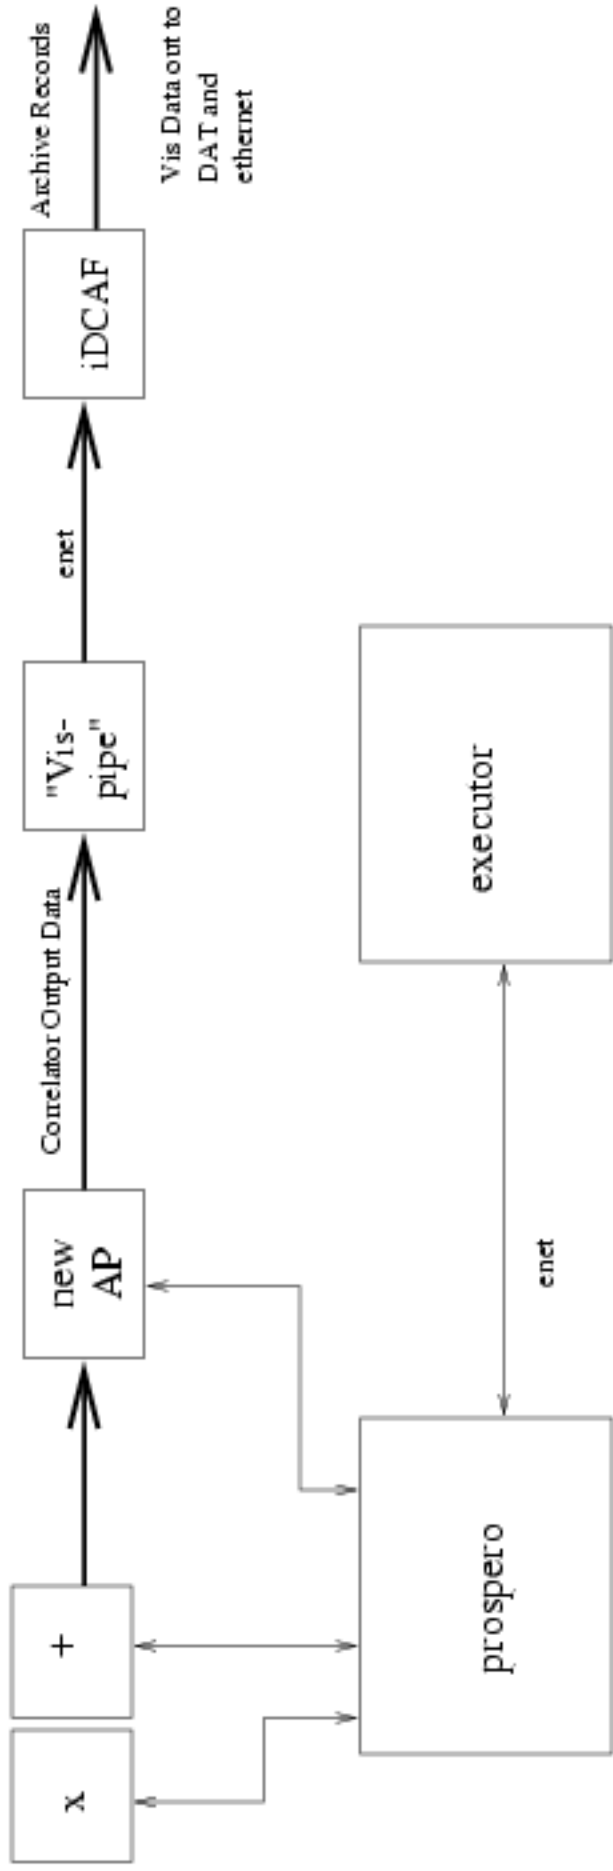 x
+
new
AP
Correlator Output Data
"Vis-
pipe"
enet
iDCAF
Archive Records
Vis Data out to
DAT and
ethernet
prospero
enet
executor